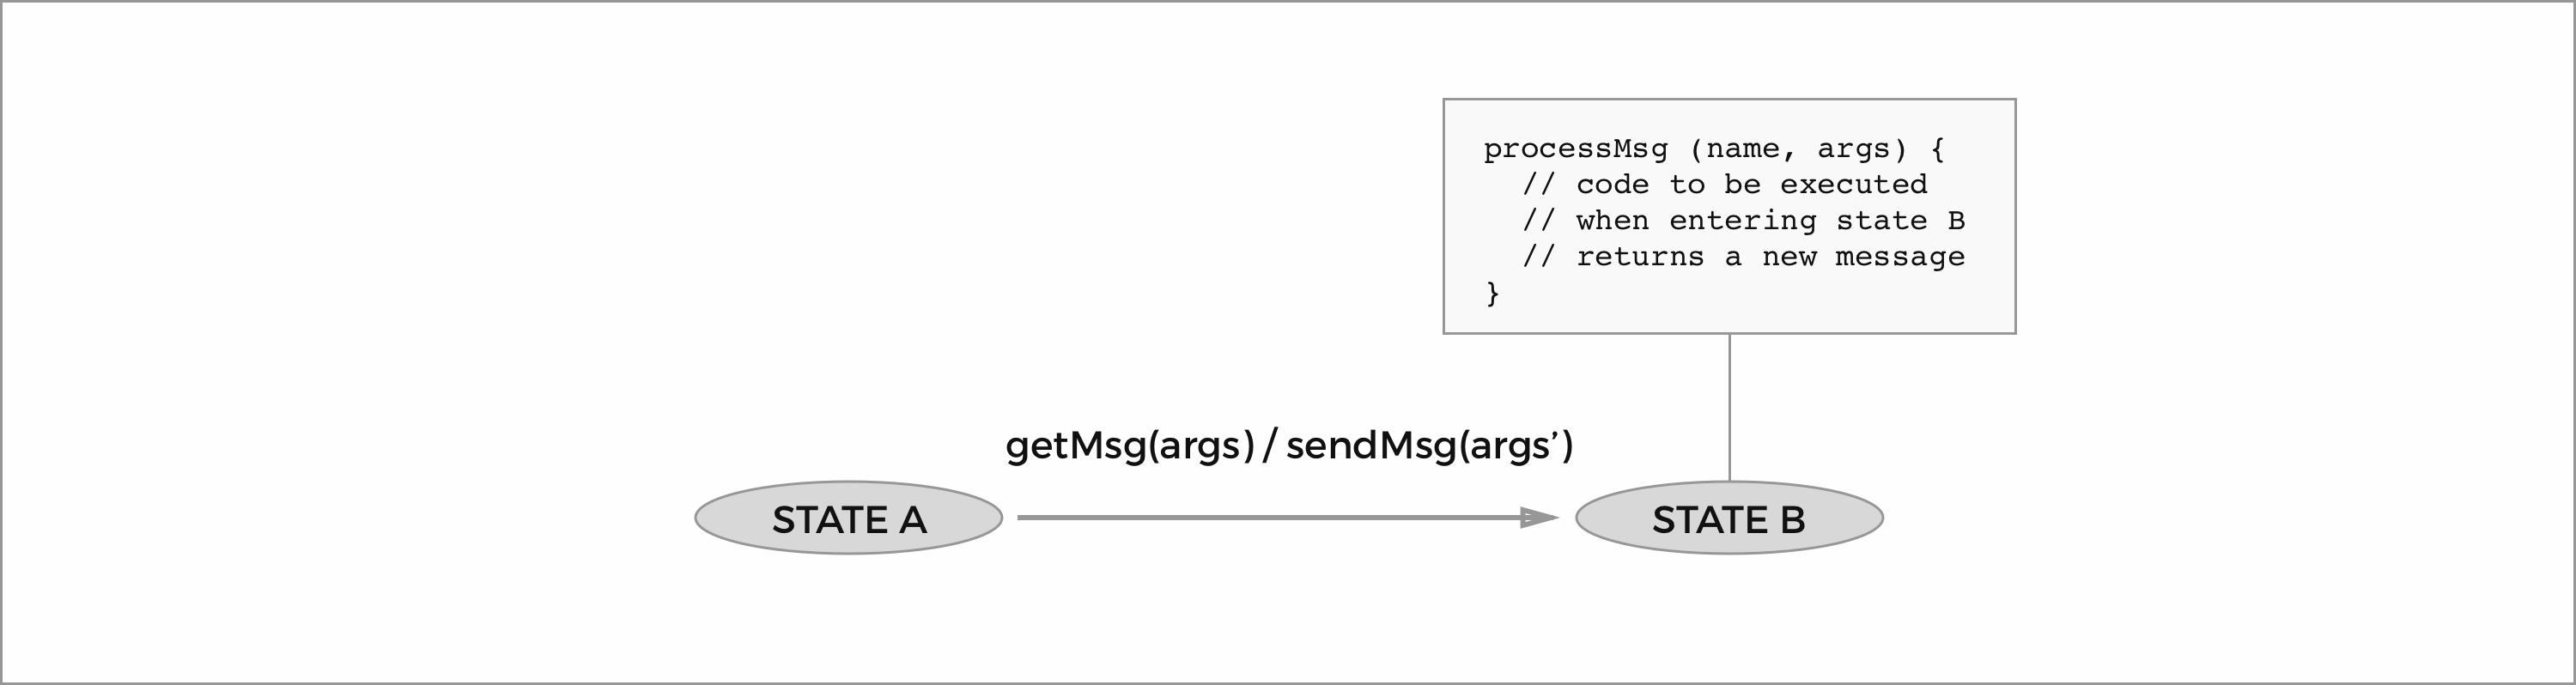 processMsg (name, args) {
// code to be executed
// when entering state B
// returns a new message
}
getMsg(args) / sendMsg(args’)
STATE A
STATE B